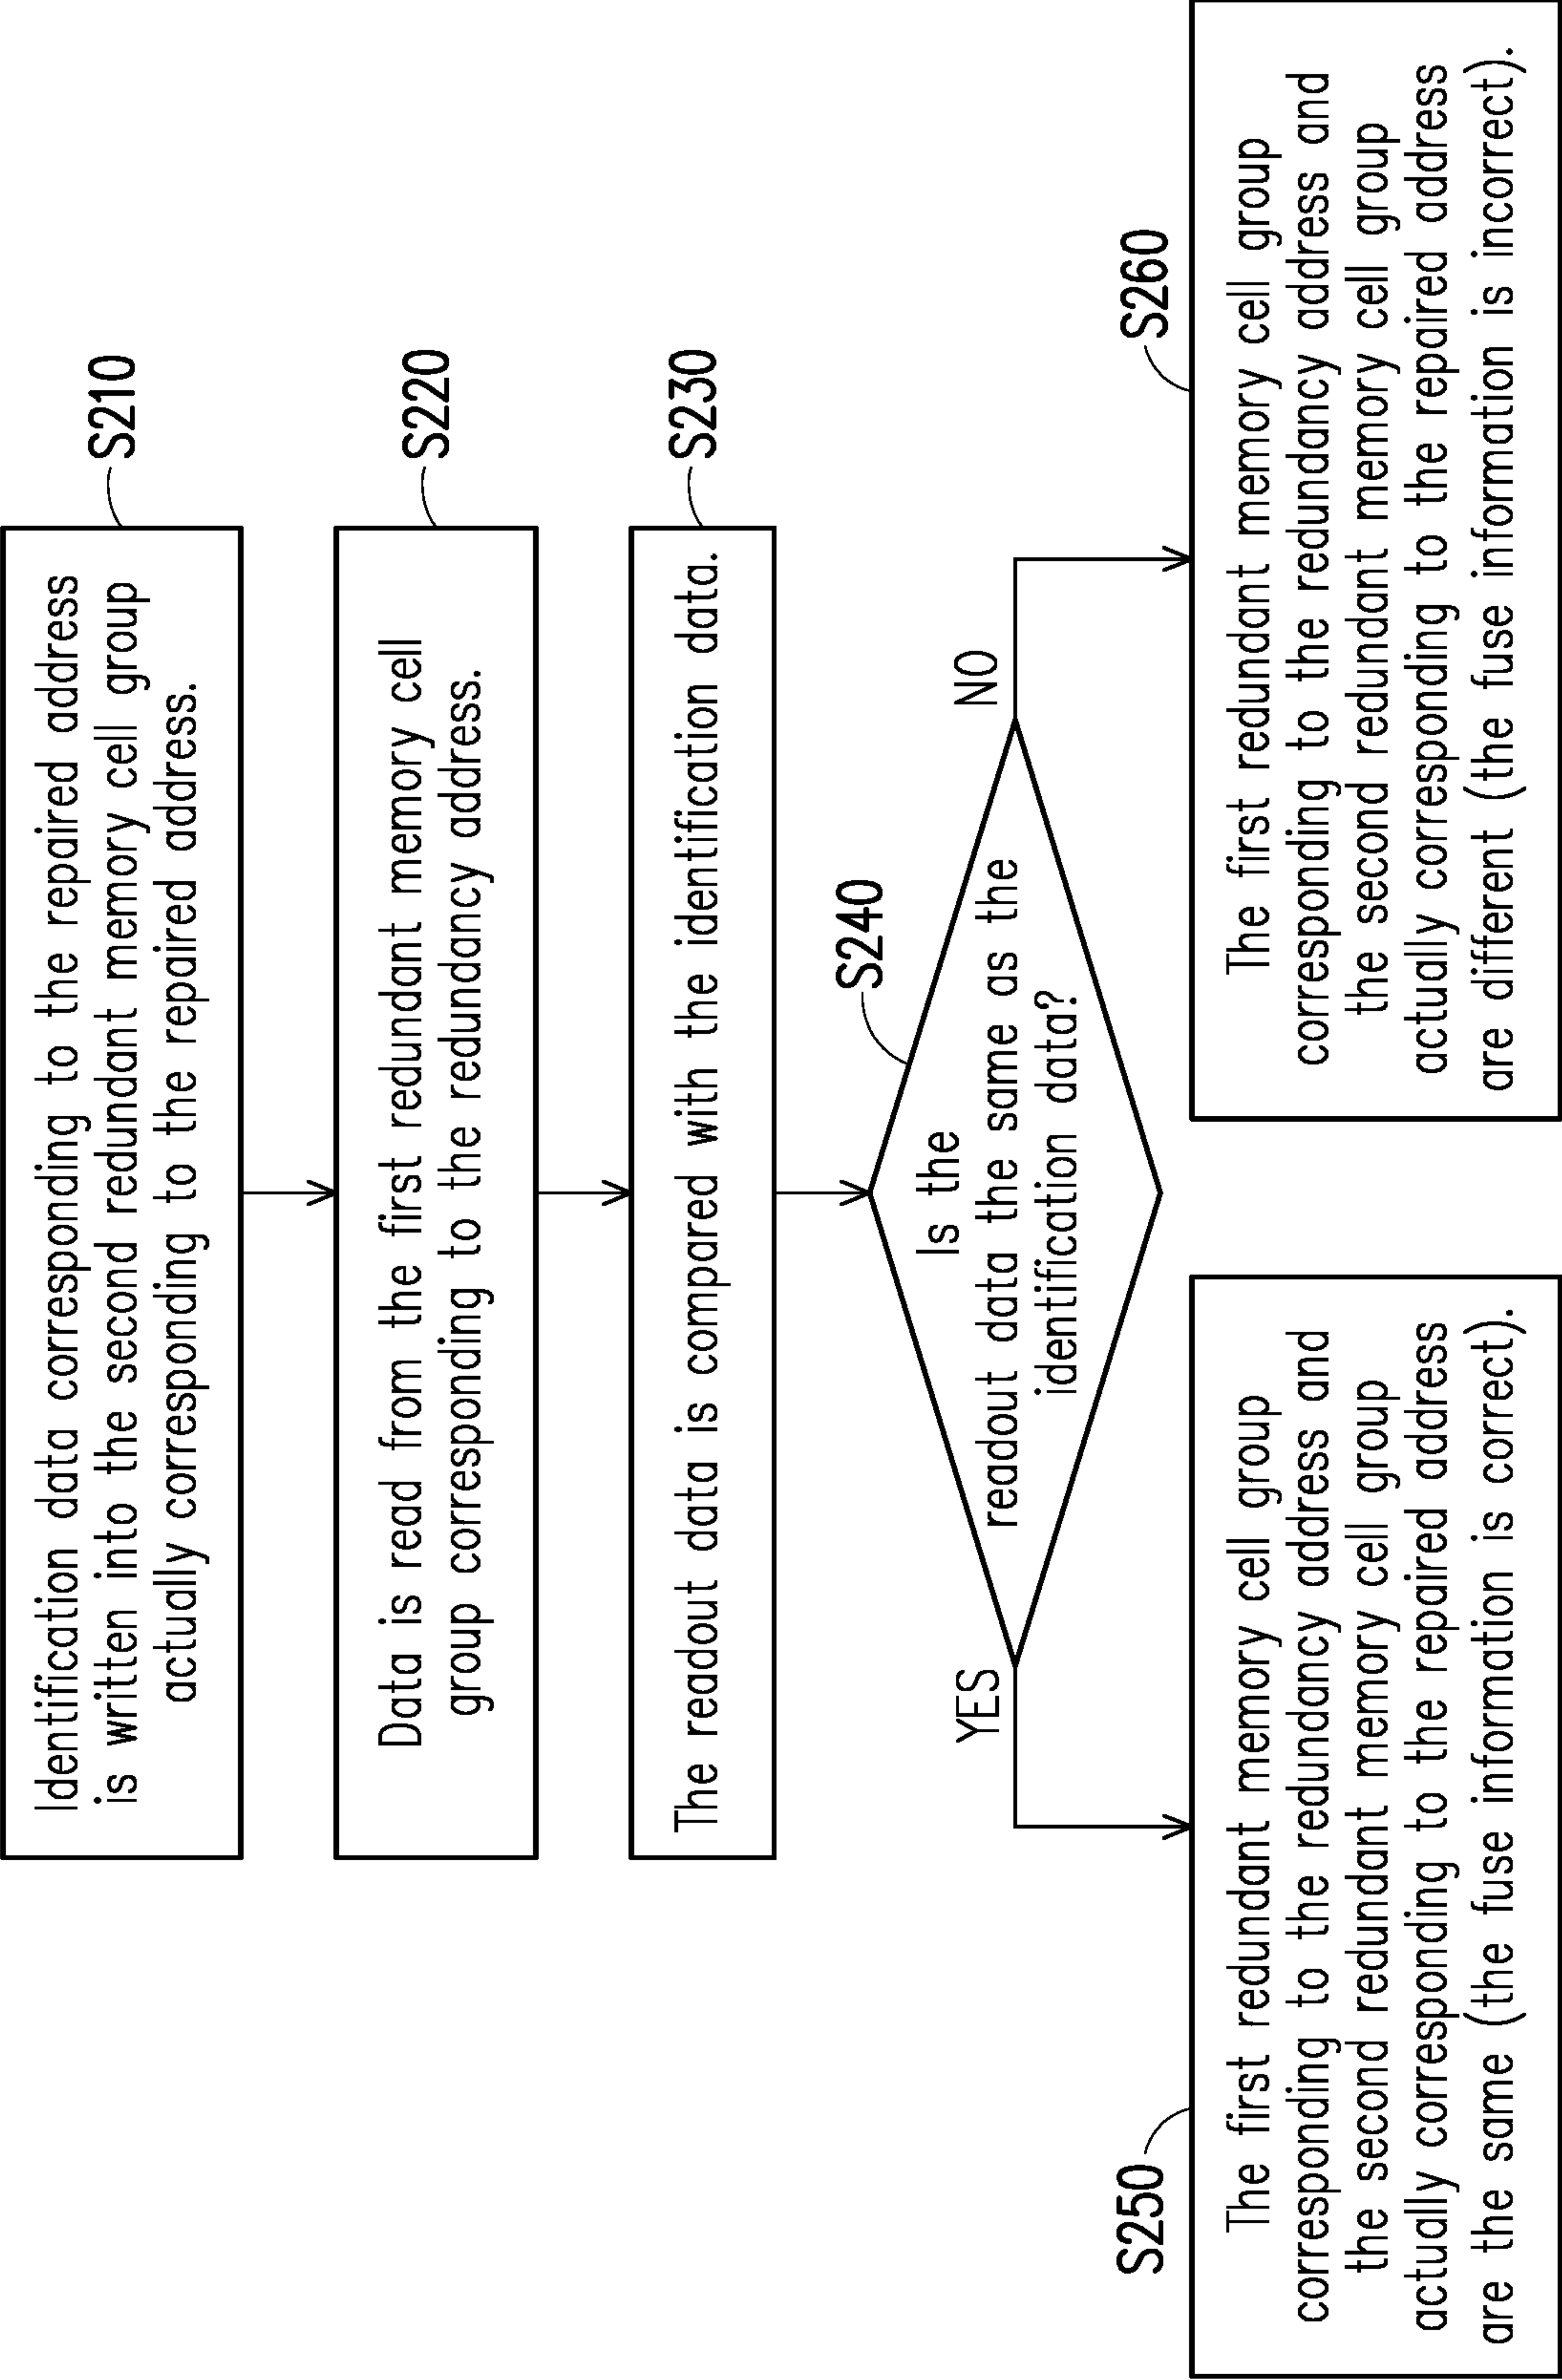 Identification data corresponding to the repaired address
is written into the second redundant memory cell group
actually corresponding to the repaired address.
S210
Data is read from the first redundant memory cell
group corresponding to the redundancy address.
S220
The readout data is compared with the identification data.
S230
S240
Is the
readout data the same as the
identification data?
YES
NO
S250
The first redundant memory cell group
corresponding to the redundancy address and
the second redundant memory cell group
actually corresponding to the repaired address
are the same (the fuse information is correct).
S260
The first redundant memory cell group
corresponding to the redundancy address and
the second redundant memory cell group
actually corresponding to the repaired address
are different (the fuse information is incorrect).